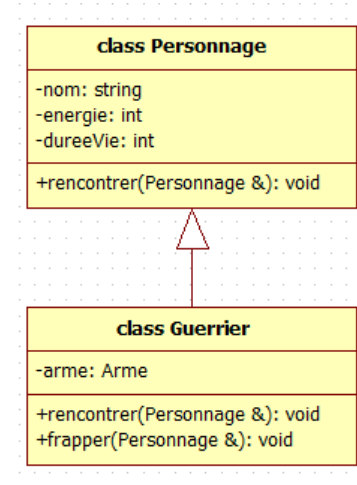 class Personnage
-nom: string
-energie: int
-dureeVie: int
+rencontrer(Personnage &): void
class Guerrier
-arme: Arme
+rencontrer(Personnage &): void
+frapper(Personnage &): void